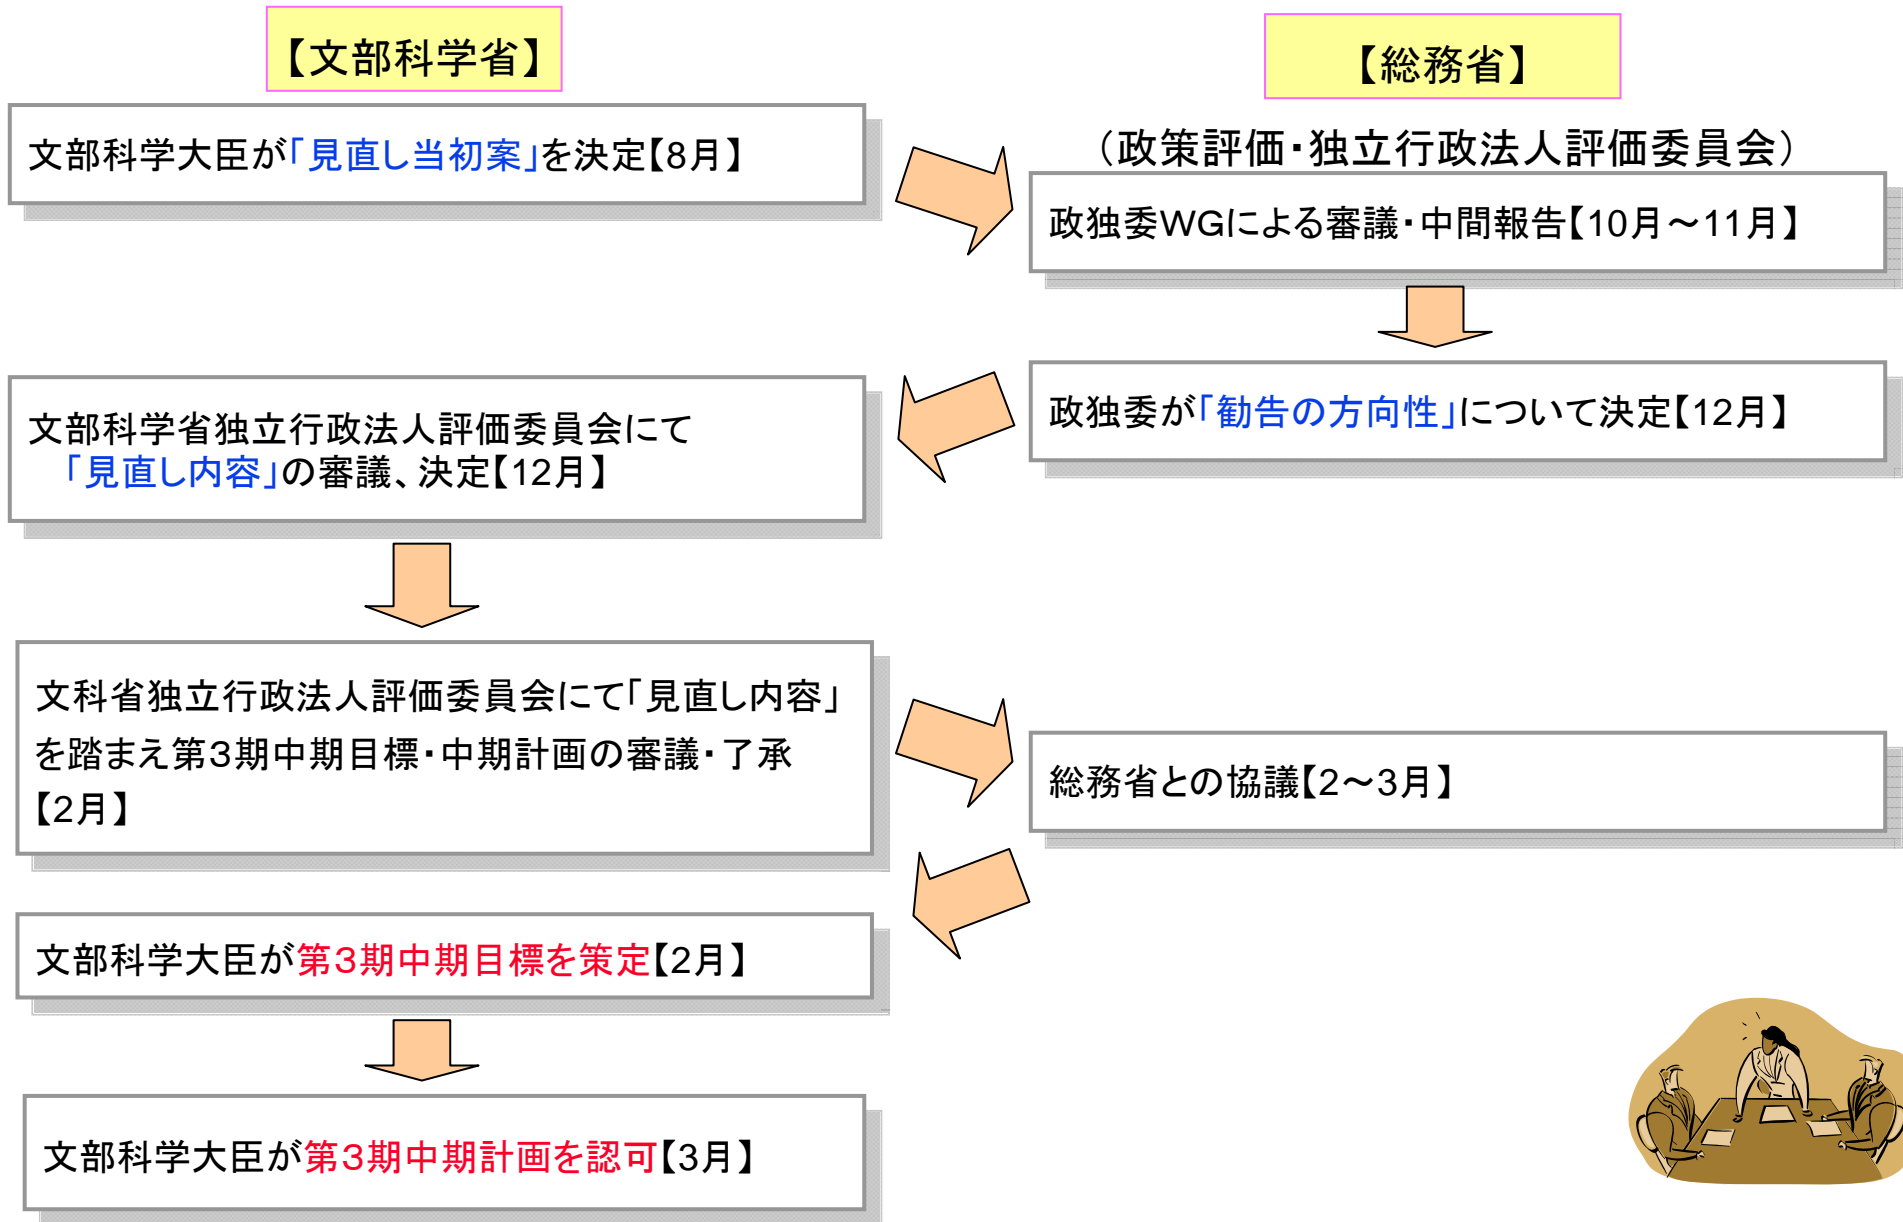 【文部科学省】
【総務省】
文部科学大臣が「見直し当初案」を決定【8月】
（政策評価・独立行政法人評価委員会）
政独委WGによる審議・中間報告【10月～11月】
政独委が「勧告の方向性」について決定【12月】
文部科学省独立行政法人評価委員会にて
「見直し内容」の審議、決定【12月】
文科省独立行政法人評価委員会にて「見直し内容」
を踏まえ第3期中期目標・中期計画の審議・了承
【2月】
総務省との協議【2～3月】
文部科学大臣が第3期中期目標を策定【2月】
文部科学大臣が第3期中期計画を認可【3月】